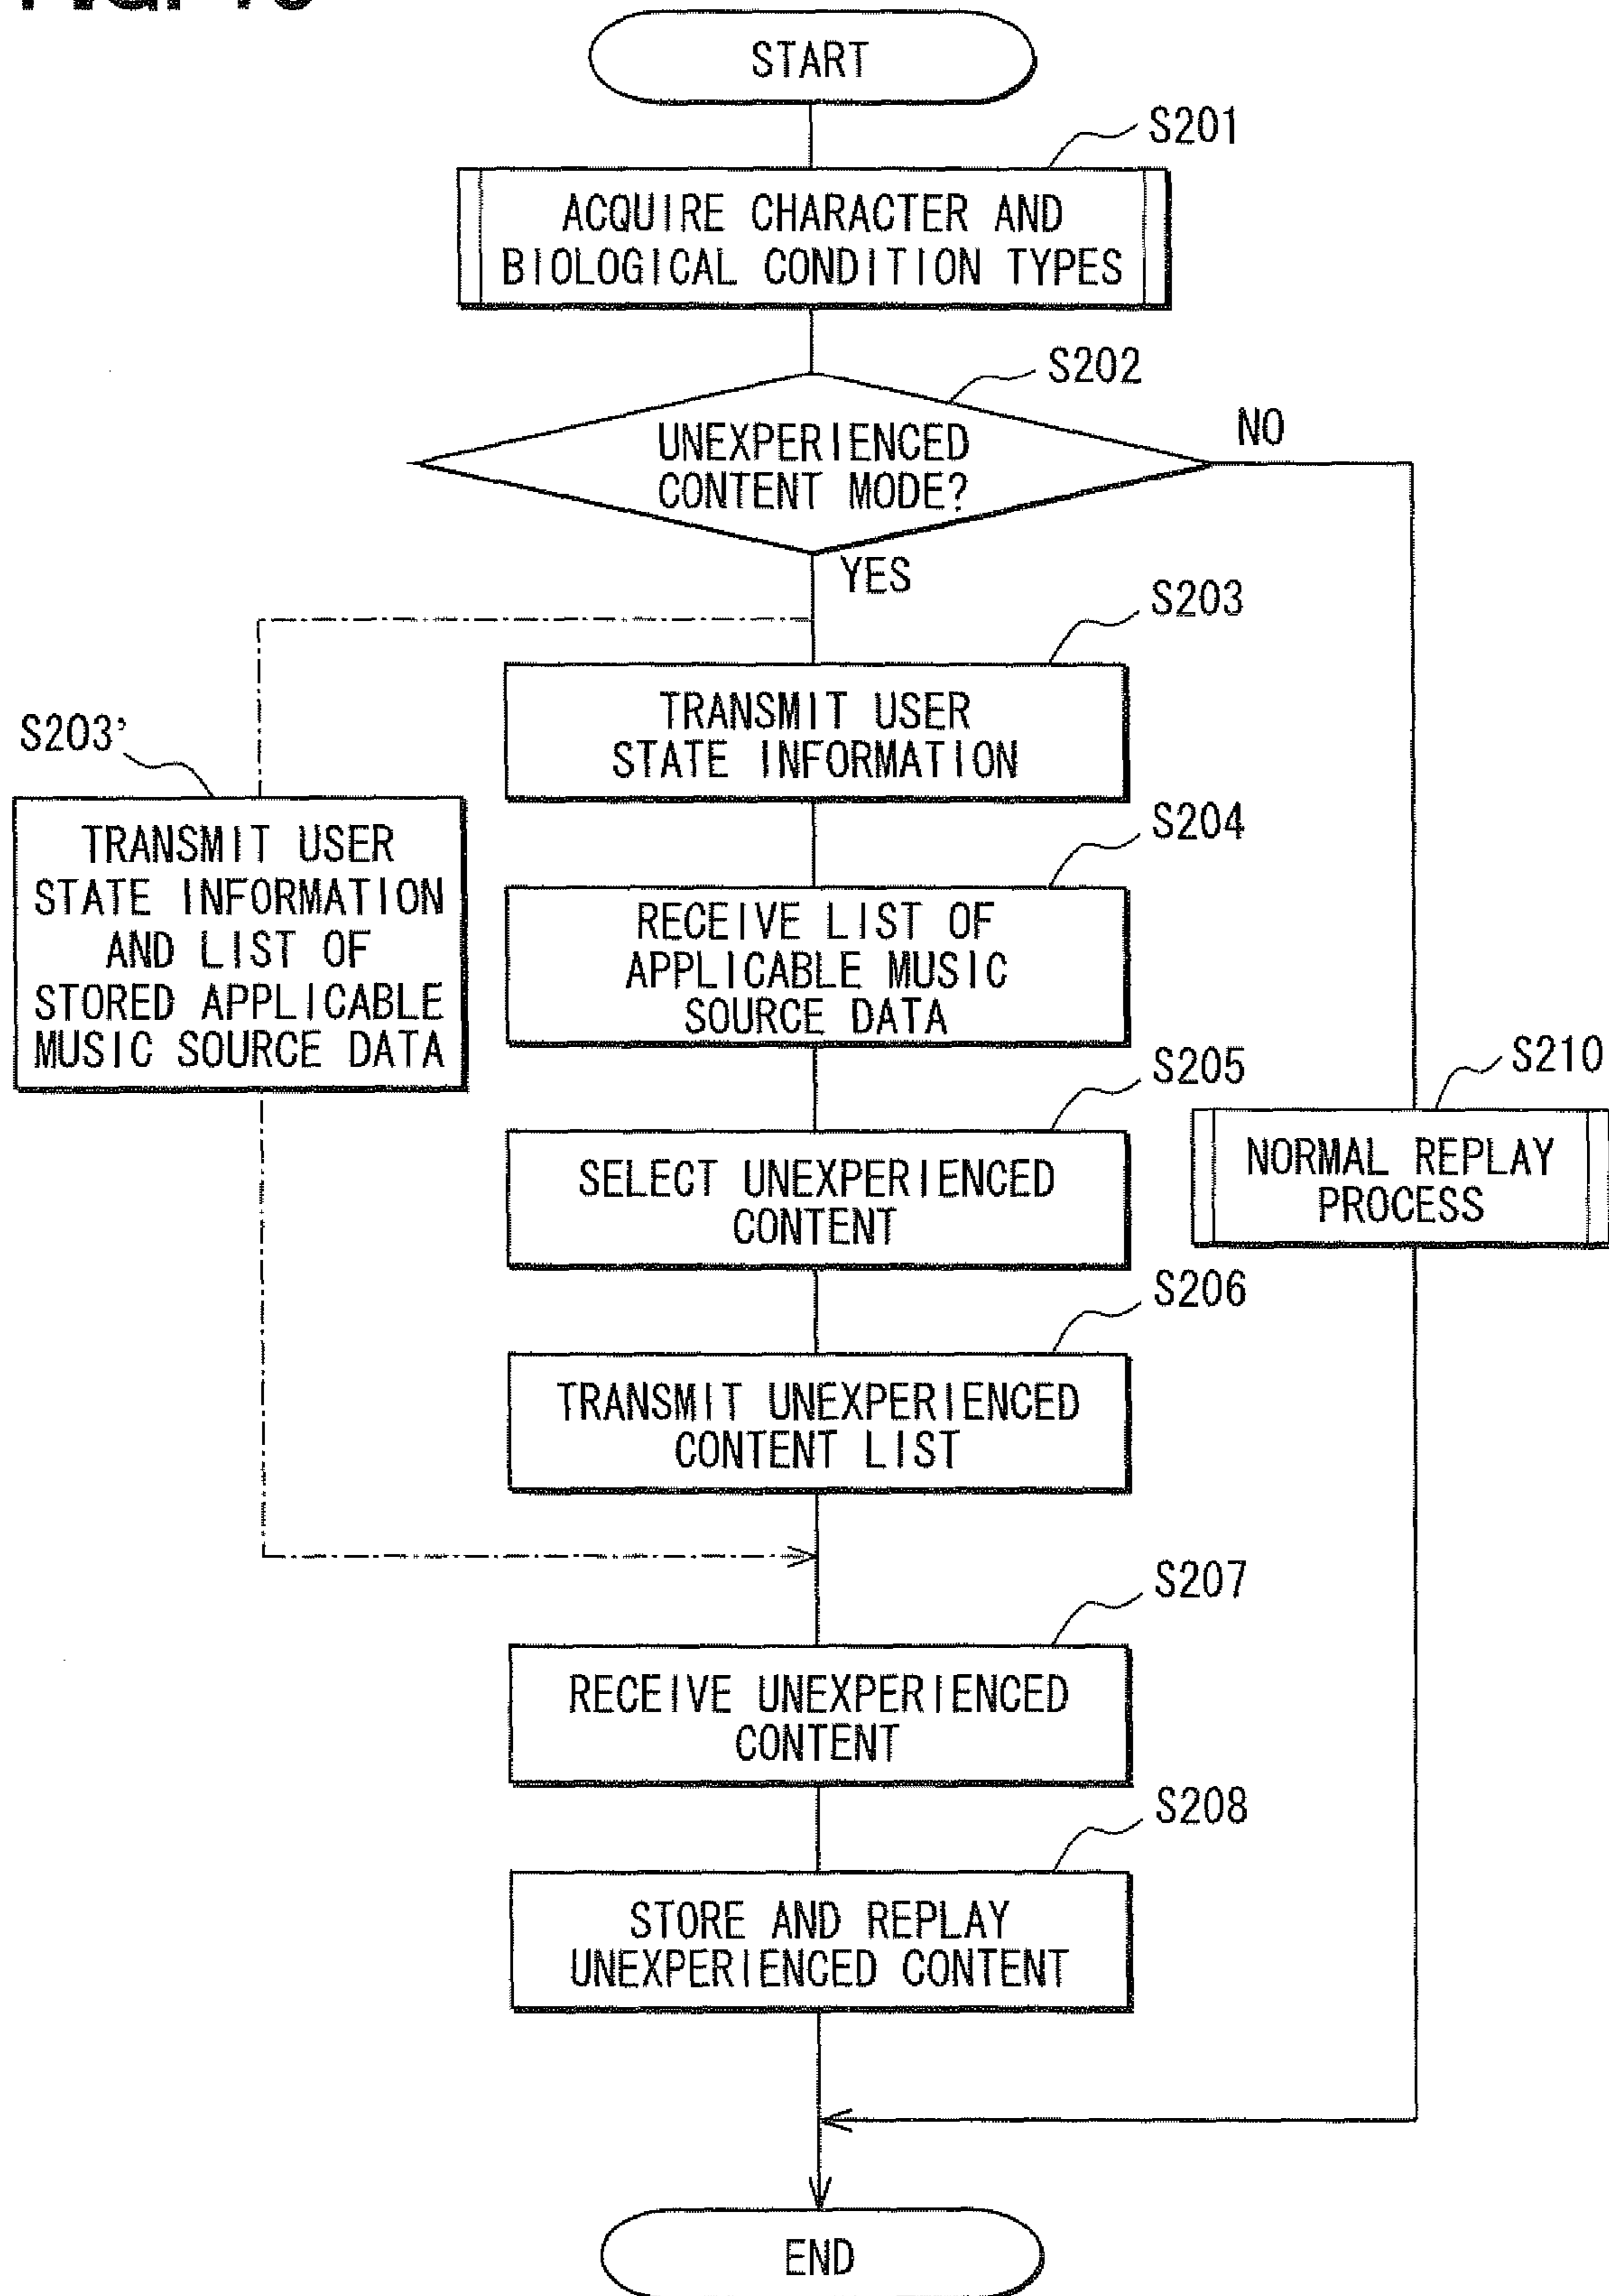 START
S201
ACQUIRE CHARACTER AND
BIOLOGICAL CONDITION TYPES
S202
UNEXPERIENCED
CONTENT MODE?
NO
YES
S203
TRANSMIT USER
STATE INFORMATION
S203'
TRANSMIT USER
STATE INFORMATION
AND LIST OF
STORED APPLICABLE
MUSIC SOURCE DATA
S204
RECEIVE LIST OF
APPLICABLE MUSIC
SOURCE DATA
S205
SELECT UNEXPERIENCED
CONTENT
S210
NORMAL REPLAY
PROCESS
S206
TRANSMIT UNEXPERIENCED
CONTENT LIST
S207
RECEIVE UNEXPERIENCED
CONTENT
S208
STORE AND REPLAY
UNEXPERIENCED CONTENT
END